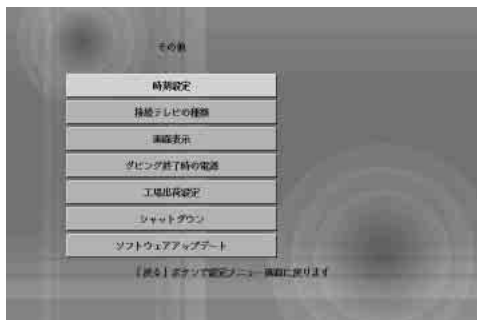 その他
時刻設定
接続テレビの種類
画面表示
ダビング終了時の電源
工場出荷設定
シャットダウン
ソフトウェアアップデート
「戻る」ボタンで設定メニュー画面に戻ります